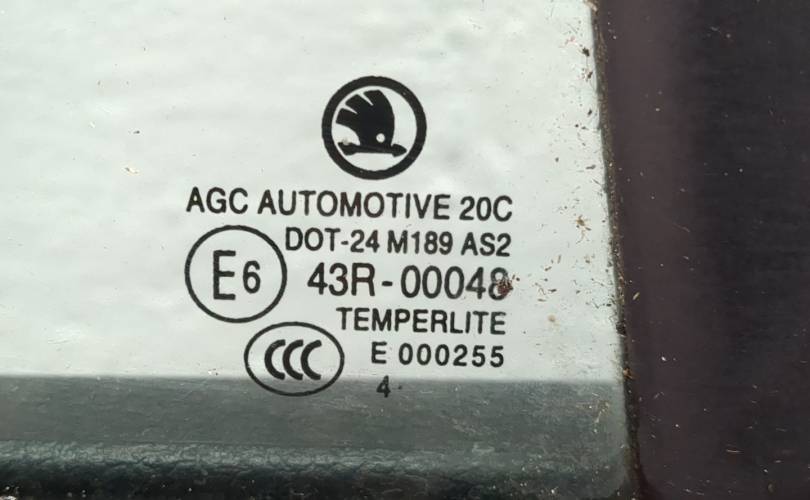 AGC AUTOMOTIVE 20C
DOT-24 M189 AS2
E6 43R-00048
TEMPERLITE
CCC E 000255
4